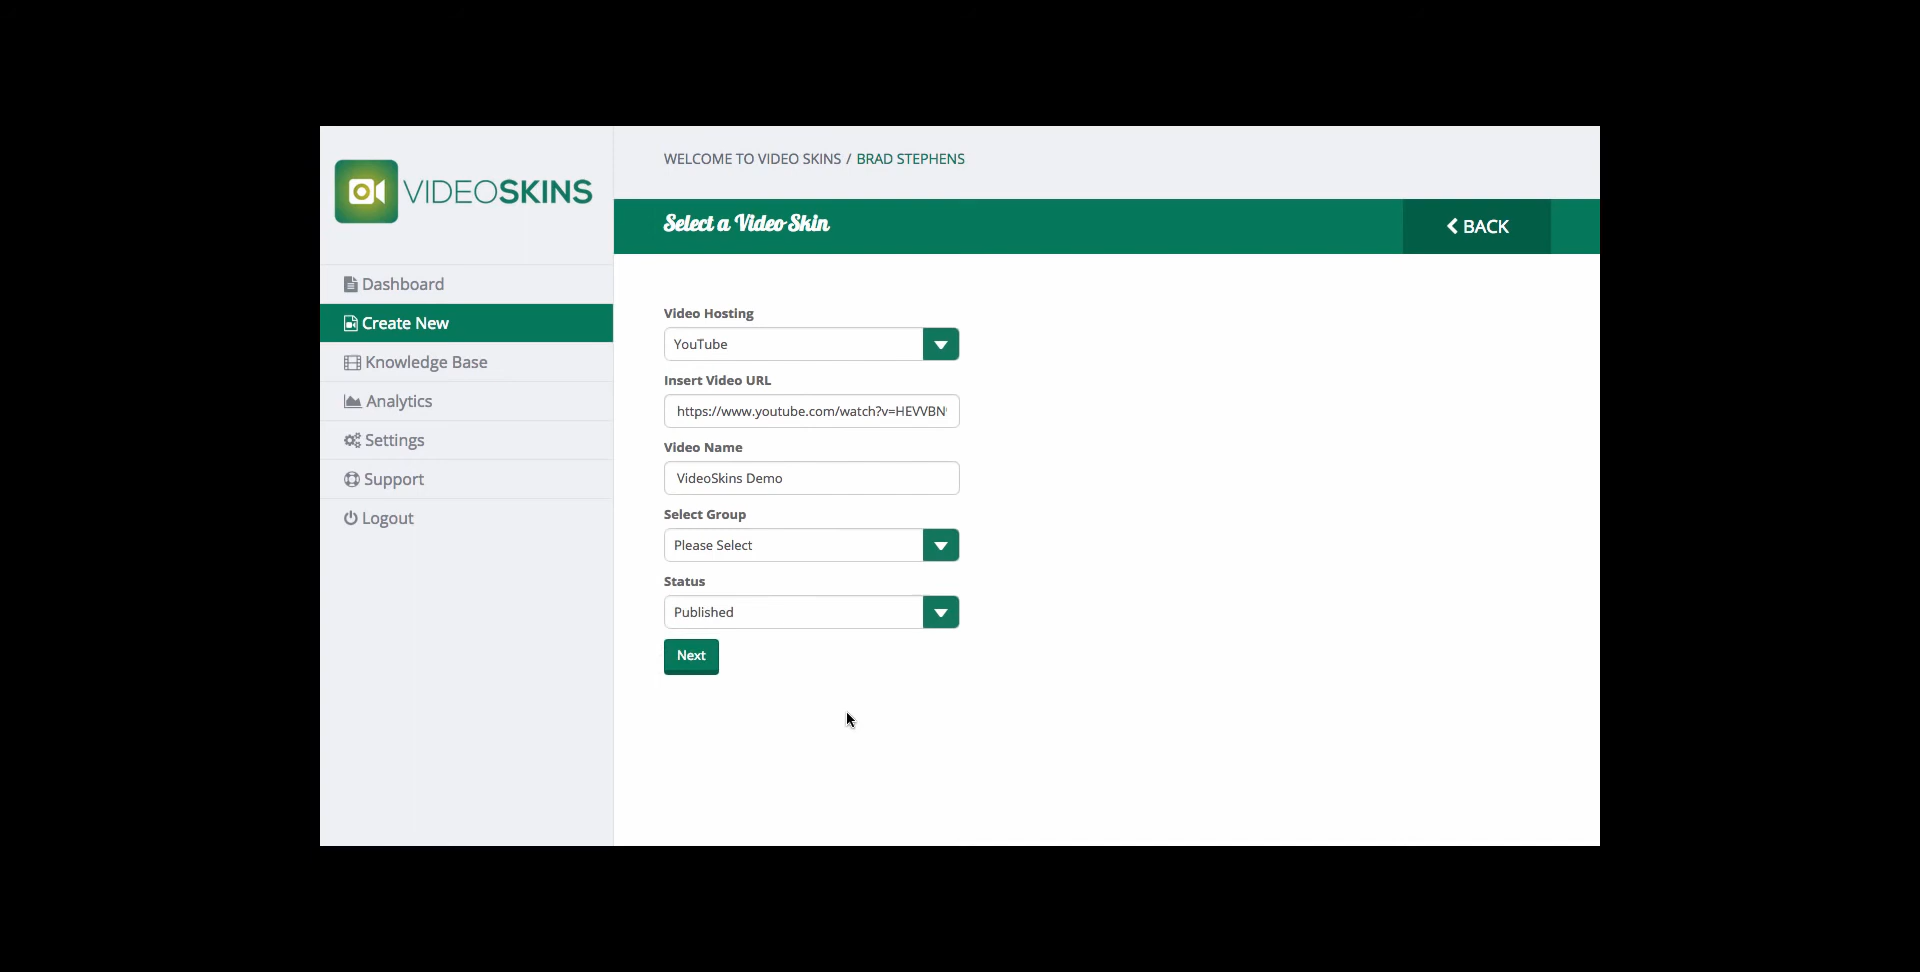 VIDEOSKINS
Dashboard
Create New
Knowledge Base
Analytics
Settings
Support
Logout
WELCOME TO VIDEO SKINS / BRAD STEPHENS
Select a Video Skin
BACK
Video Hosting
YouTube
Insert Video URL
https://www.youtube.com/watch?v=HEVVBN
Video Name
VideoSkins Demo
Select Group
Please Select
Status
Published
Next